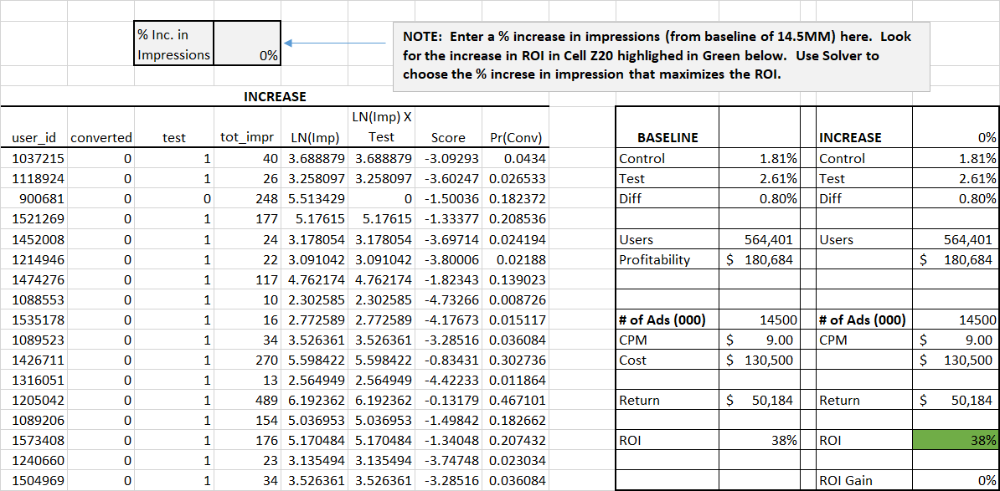 % Inc. in
Impressions 0%
NOTE: Enter a % increase in impressions (from baseline of 14.5MM) here. Look
for the increase in ROI in Cell Z20 highlighed in Green below. Use Solver to
choose the % increse in impression that maximizes the ROI.
INCREASE
user_id converted test tot_impr LN(Imp) LN(Imp) X Test Score Pr(Conv)
1037215 0 1 40 3.688879 3.688879 -3.09293 0.0434
1118924 0 1 26 3.258097 3.258097 -3.60247 0.026533
900681 0 0 248 5.513429 0 -1.50036 0.182372
1521269 0 1 177 5.17615 5.17615 -1.33377 0.208536
1452008 0 1 24 3.178054 3.178054 -3.69714 0.024194
1214946 0 1 22 3.091042 3.091042 -3.80006 0.02188
1474276 0 1 117 4.762174 4.762174 -1.82343 0.139023
1088553 0 1 10 2.302585 2.302585 -4.73266 0.008726
1535178 0 1 16 2.772589 2.772589 -4.17673 0.015117
1089523 0 1 34 3.526361 3.526361 -3.28516 0.036084
1426711 0 1 270 5.598422 5.598422 -0.83431 0.302736
1316051 0 1 13 2.564949 2.564949 -4.42233 0.011864
1205042 0 1 489 6.192362 6.192362 -0.13179 0.467101
1089206 0 1 154 5.036953 5.036953 -1.49842 0.182662
1573408 0 1 176 5.170484 5.170484 -1.34048 0.207432
1240660 0 1 23 3.135494 3.135494 -3.74748 0.023034
1504969 0 1 34 3.526361 3.526361 -3.28516 0.036084
BASELINE INCREASE 0%
Control 1.81% Control 1.81%
Test 2.61% Test 2.61%
Diff 0.80% Diff 0.80%
Users 564,401 Users 564,401
Profitability $ 180,684 $ 180,684
# of Ads (000) 14500 # of Ads (000) 14500
CPM $ 9.00 CPM $ 9.00
Cost $ 130,500 $ 130,500
Return $ 50,184 Return $ 50,184
ROI 38% ROI 38%
ROI Gain 0%